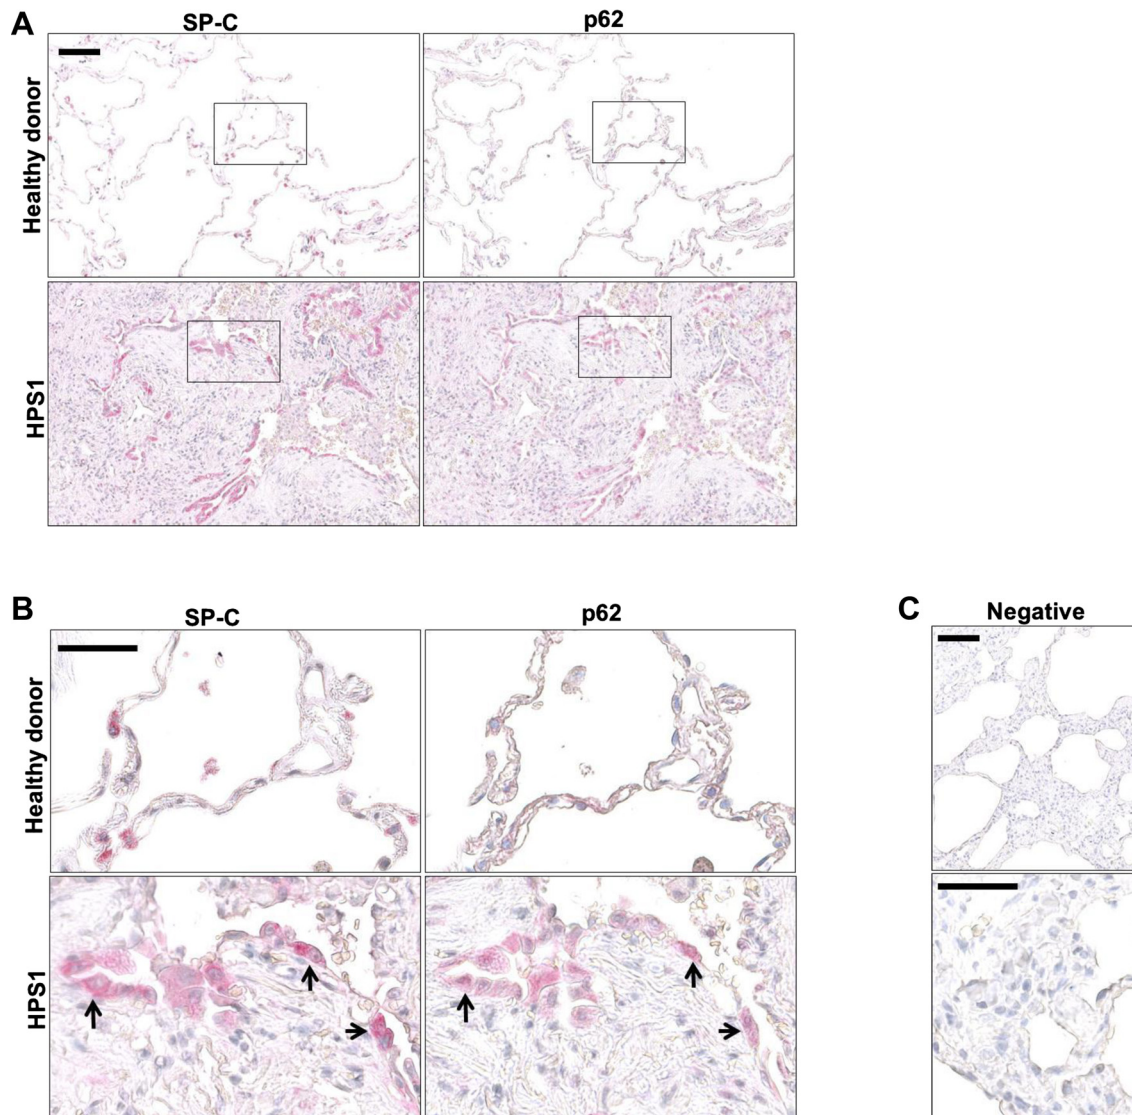 A
SP-C
p62
Healthy donor
HPS1
B
SP-C
p62
Healthy donor
HPS1
C
Negative